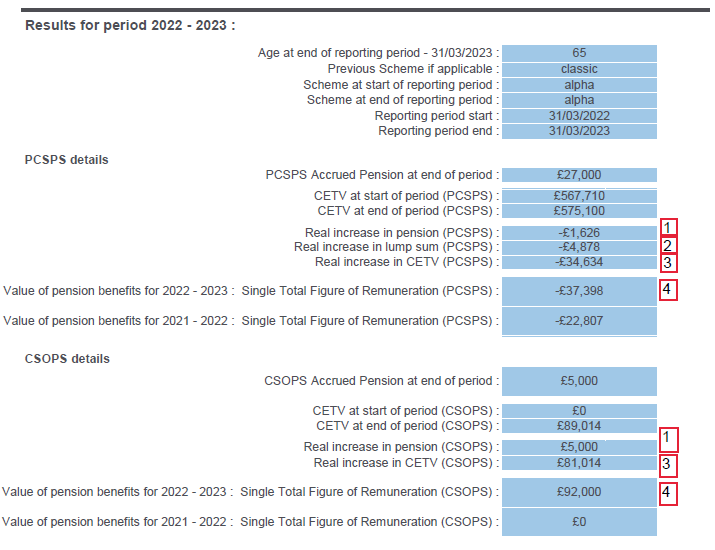 Results for period 2022 - 2023 :
Age at end of reporting period - 31/03/2023 : 65
Previous Scheme if applicable : classic
Scheme at start of reporting period : alpha
Scheme at end of reporting period : alpha
Reporting period start : 31/03/2022
Reporting period end : 31/03/2023
PCSPS details
PCSPS Accrued Pension at end of period : £27,000
CETV at start of period (PCSPS) : £567,710
CETV at end of period (PCSPS) : £575,100
Real increase in pension (PCSPS) : -£1,626 1
Real increase in lump sum (PCSPS) : -£4,878 2
Real increase in CETV (PCSPS) : -£34,634 3
Value of pension benefits for 2022 - 2023 : Single Total Figure of Remuneration (PCSPS) : -£37,398 4
Value of pension benefits for 2021 - 2022 : Single Total Figure of Remuneration (PCSPS) : -£22,807
CSOPS details
CSOPS Accrued Pension at end of period : £5,000
CETV at start of period (CSOPS) : £0
CETV at end of period (CSOPS) : £89,014
Real increase in pension (CSOPS) : £5,000 1
Real increase in CETV (CSOPS) : £81,014 3
Value of pension benefits for 2022 - 2023 : Single Total Figure of Remuneration (CSOPS) : £92,000 4
Value of pension benefits for 2021 - 2022 : Single Total Figure of Remuneration (CSOPS) : £0